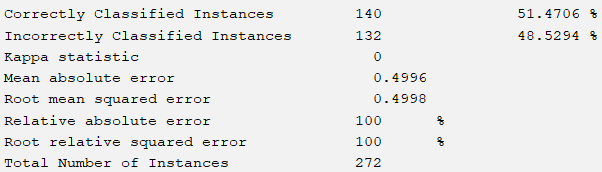 Correctly Classified Instances 140 51.4706 %
Incorrectly Classified Instances 132 48.5294 %
Kappa statistic 0
Mean absolute error 0.4996
Root mean squared error 0.4998
Relative absolute error 100 %
Root relative squared error 100 %
Total Number of Instances 272